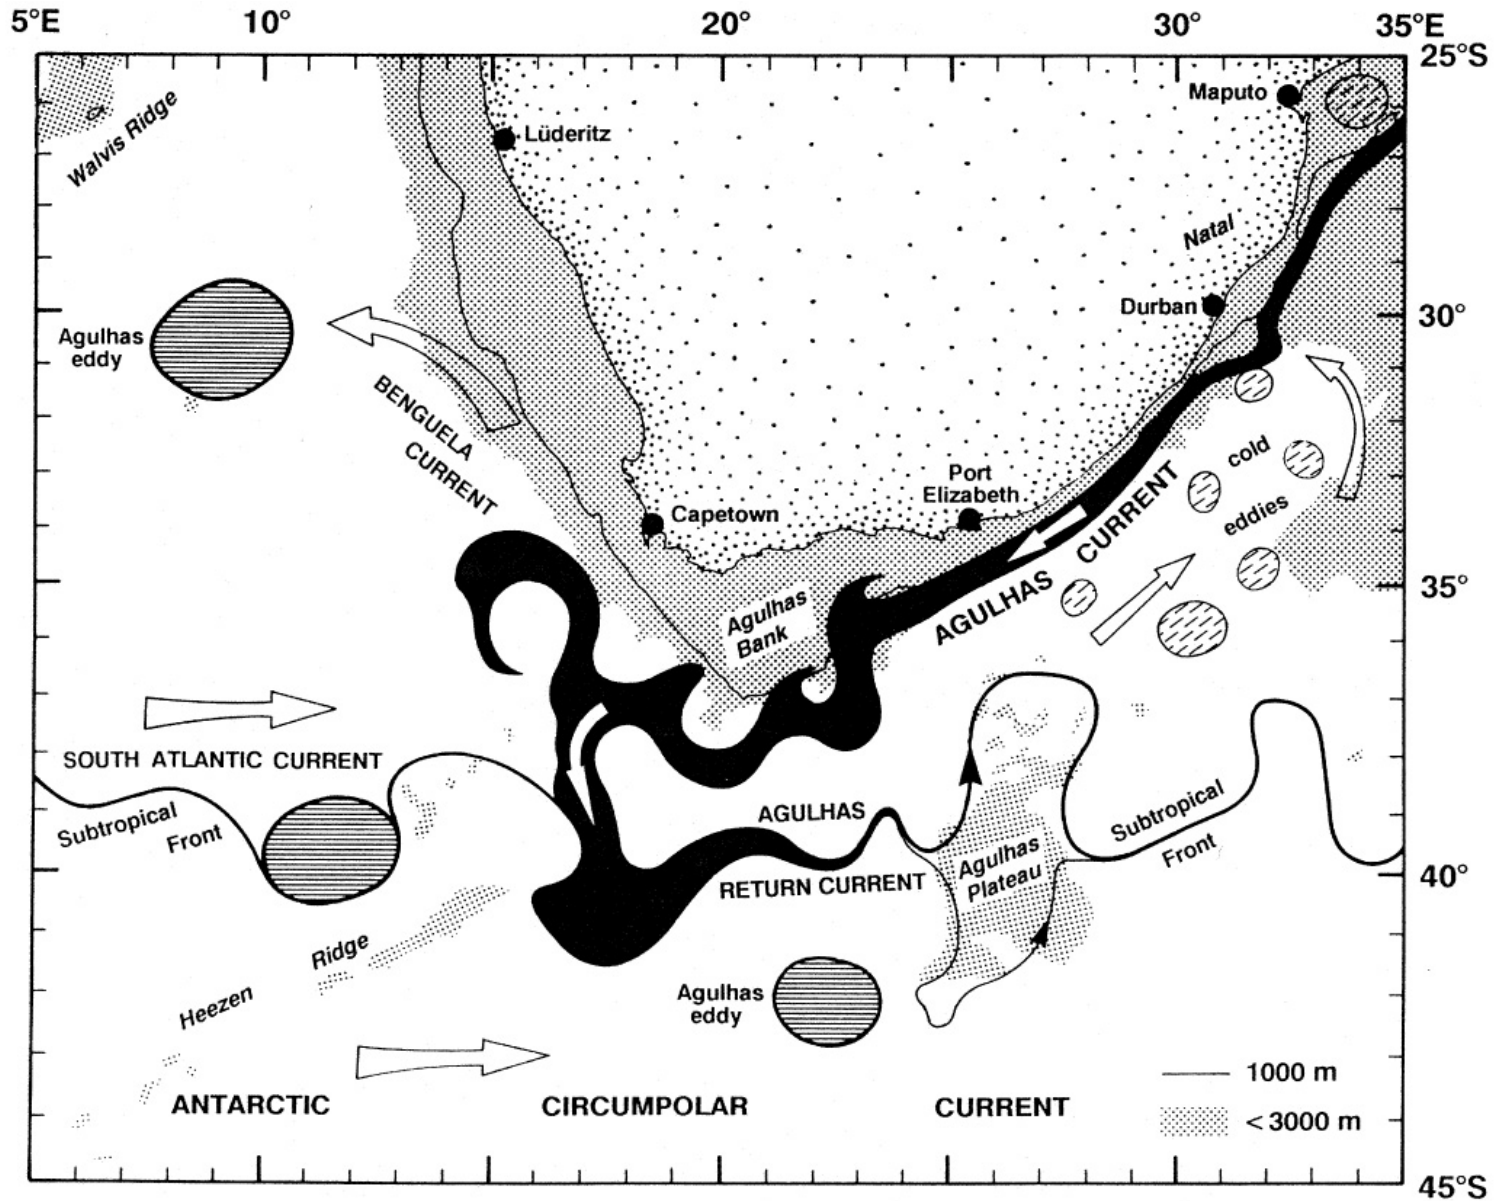 5°E 10° 20° 30° 35°E
25°S
Maputo
Walvis Ridge
Lüderitz
Natal
Durban
30°
Agulhas
eddy
BENGUELA
CURRENT
cold
eddies
Port
Elizabeth
Capetown
AGULHAS CURRENT
35°
Agulhas
Bank
SOUTH ATLANTIC CURRENT
Subtropical
Front
AGULHAS
RETURN CURRENT
Agulhas
Plateau
Subtropical
Front
40°
Heezen Ridge
Agulhas
eddy
1000 m
ANTARCTIC CIRCUMPOLAR CURRENT
< 3000 m
45°S